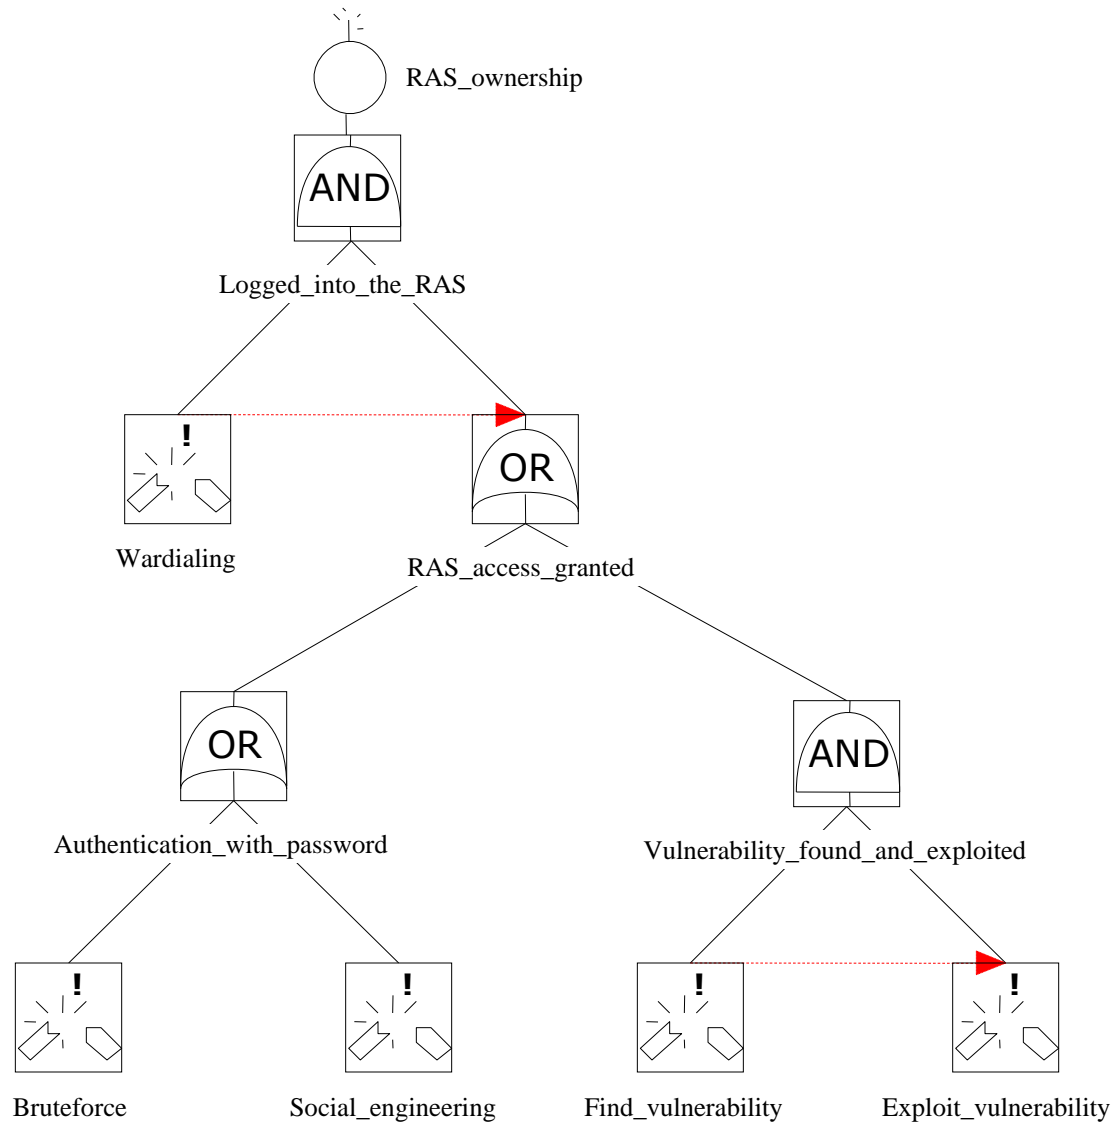 RAS_ownership
AND
Logged_into_the_RAS
!
OR
Wardialing
RAS_access_granted
OR
AND
Authentication_with_password
Vulnerability_found_and_exploited
! ! ! !
Bruteforce Social_engineering Find_vulnerability Exploit_vulnerability